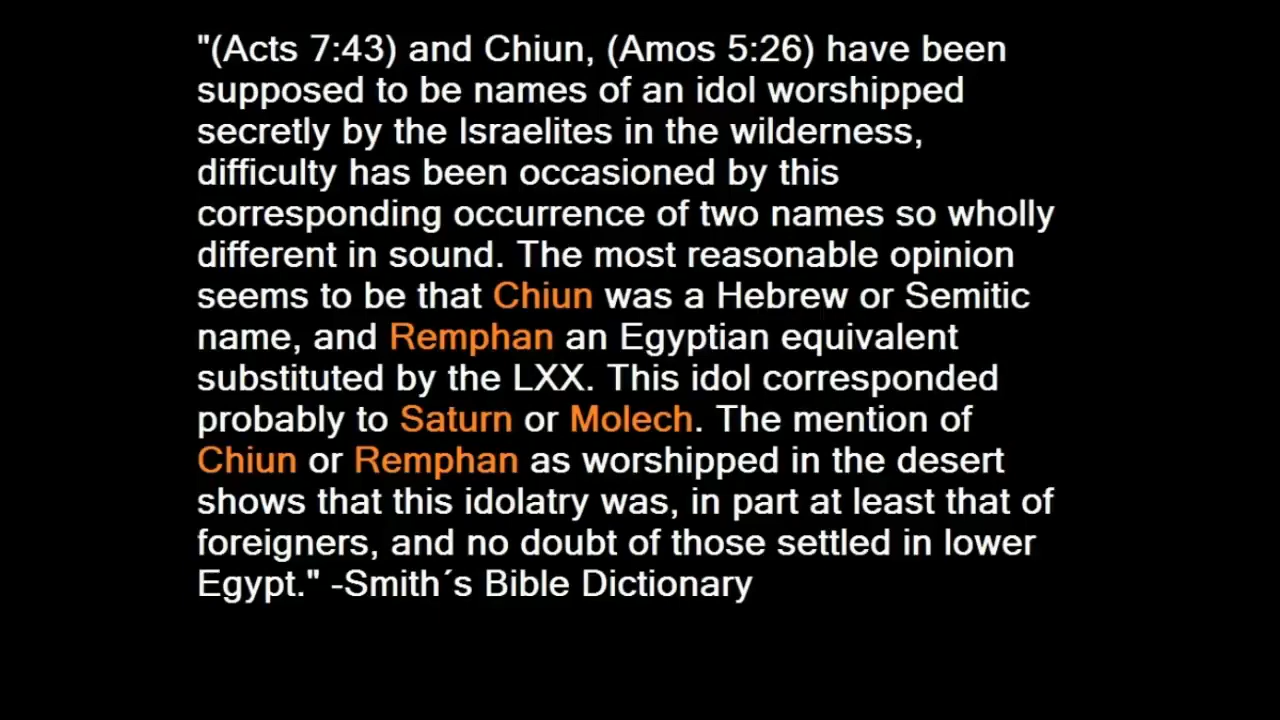 "(Acts 7:43) and Chiun, (Amos 5:26) have been
supposed to be names of an idol worshipped
secretly by the Israelites in the wilderness,
difficulty has been occasioned by this
corresponding occurrence of two names so wholly
different in sound. The most reasonable opinion
seems to be that Chiun was a Hebrew or Semitic
name, and Remphan an Egyptian equivalent
substituted by the LXX. This idol corresponded
probably to Saturn or Molech. The mention of
Chiun or Remphan as worshipped in the desert
shows that this idolatry was, in part at least that of
foreigners, and no doubt of those settled in lower
Egypt." -Smith´s Bible Dictionary